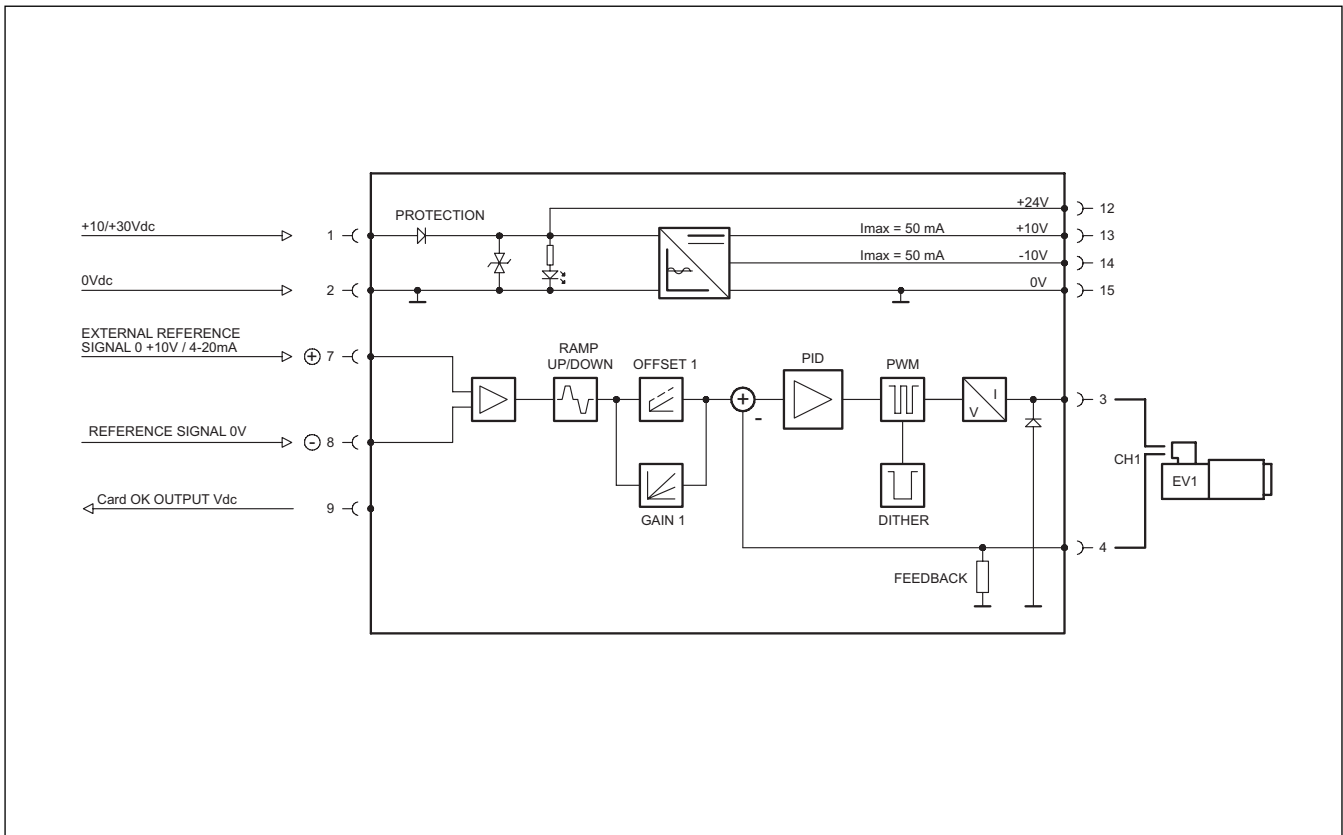 +10/+30Vdc
1
PROTECTION
+24V
12
Imax = 50 mA
+10V
13
Imax = 50 mA
-10V
14
0Vdc
2
0V
15
EXTERNAL REFERENCE
SIGNAL 0 +10V / 4-20mA
+
7
RAMP
UP/DOWN
OFFSET 1
PID
PWM
+
-
I
V
3
REFERENCE SIGNAL 0V
-
8
CH1
EV1
Card OK OUTPUT Vdc
9
GAIN 1
DITHER
4
FEEDBACK